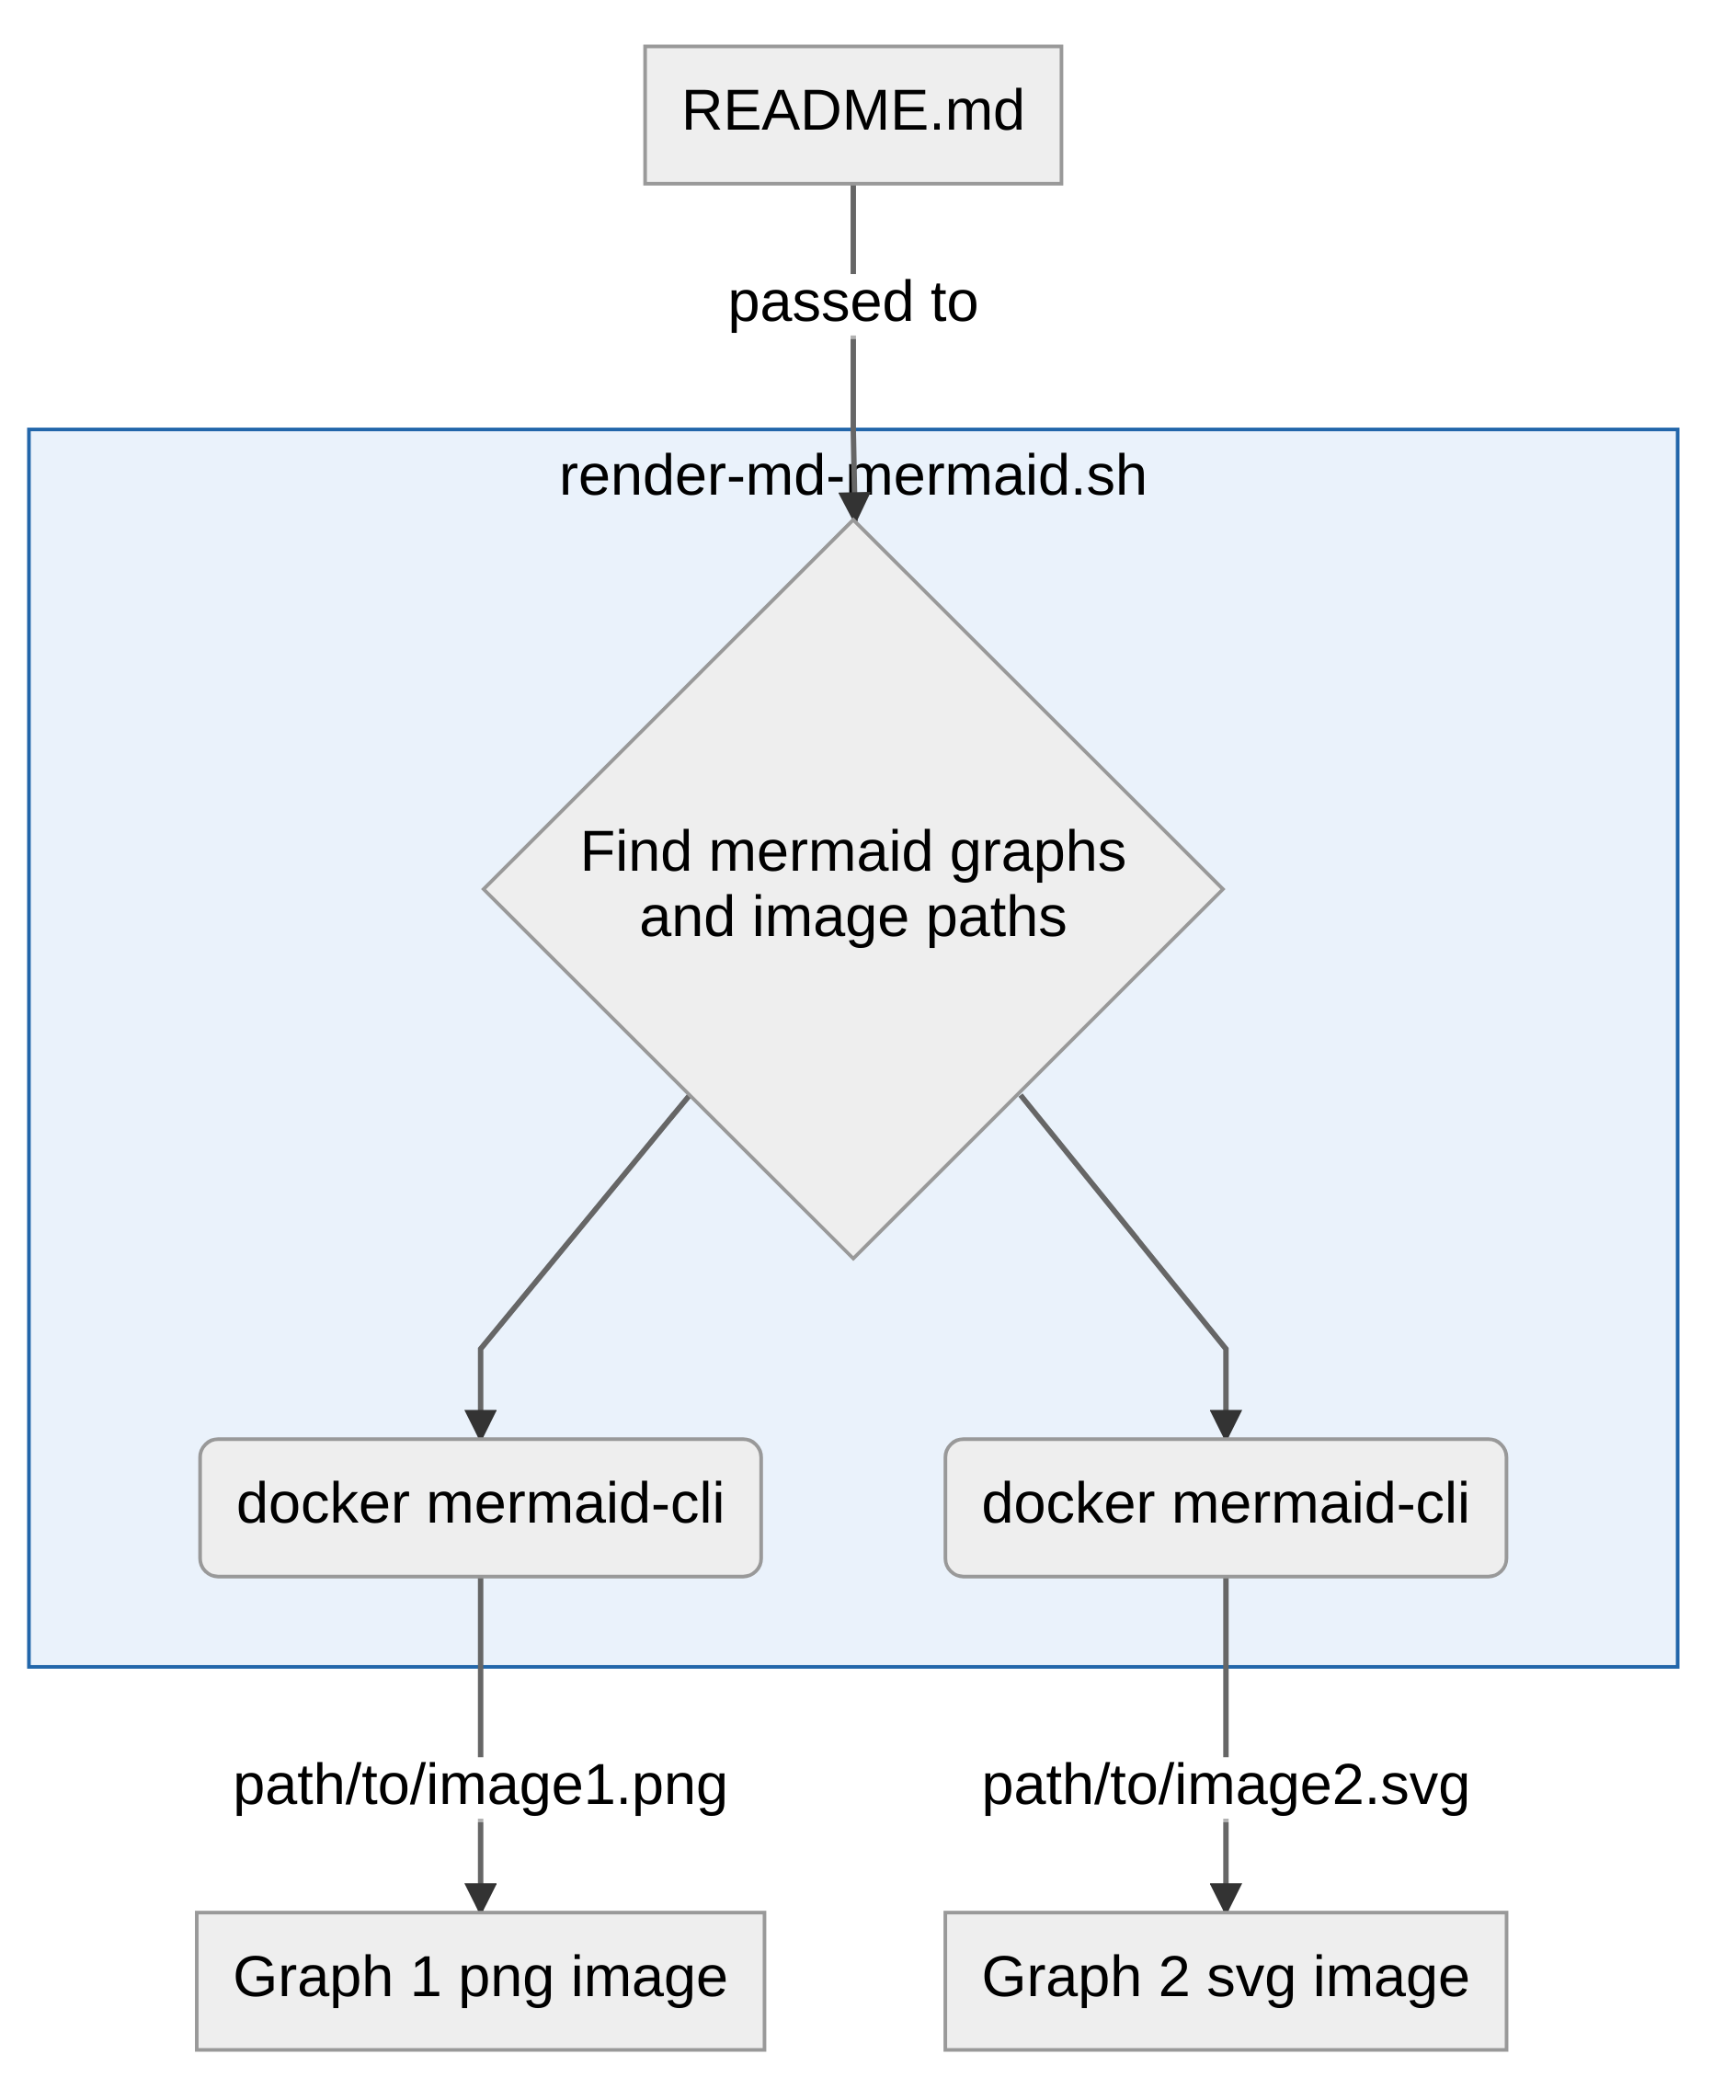 README.md
passed to
render-md-mermaid.sh
Find mermaid graphs
and image paths
docker mermaid-cli
docker mermaid-cli
path/to/image1.png
path/to/image2.svg
Graph 1 png image
Graph 2 svg image